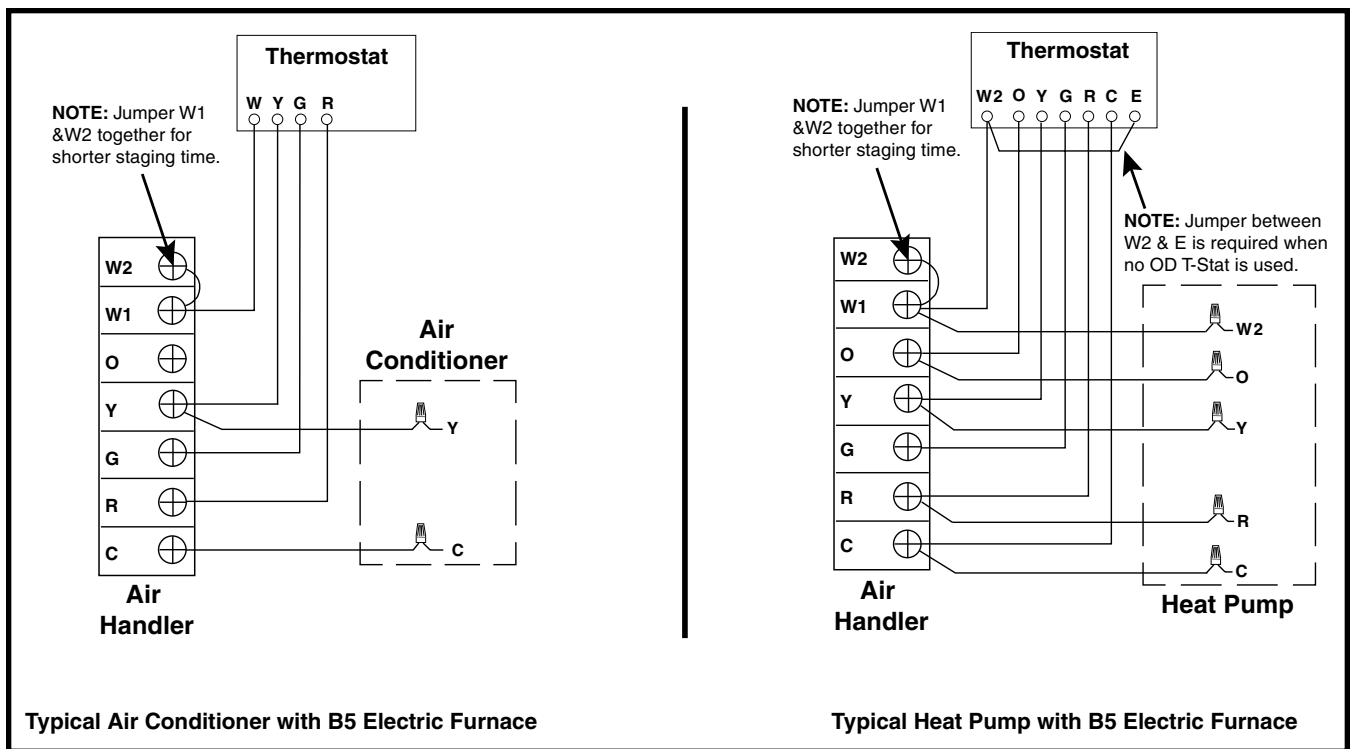 Thermostat
W Y G R
NOTE: Jumper W1
&W2 together for
shorter staging time.
W2
W1
O
Y
G
R
C
Air
Handler
Air
Conditioner
Y
C
Typical Air Conditioner with B5 Electric Furnace
Thermostat
W2 O Y G R C E
NOTE: Jumper W1
&W2 together for
shorter staging time.
NOTE: Jumper between
W2 & E is required when
no OD T-Stat is used.
W2
W1
O
Y
G
R
C
Air
Handler
W2
O
Y
R
C
Heat Pump
Typical Heat Pump with B5 Electric Furnace